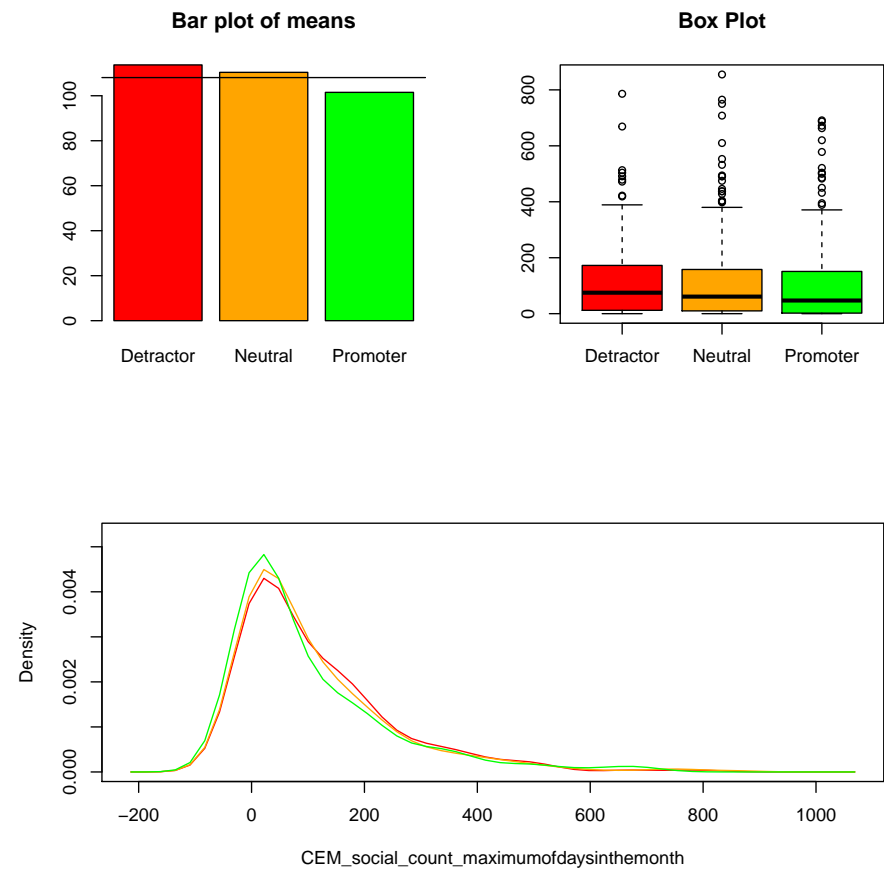 Bar plot of means
100
80
60
40
20
0
Detractor Neutral Promoter
Box Plot
800
600
400
200
0
Detractor Neutral Promoter
Density
0.004
0.002
0.000
−200 0 200 400 600 800 1000
CEM_social_count_maximumofdaysinthemonth